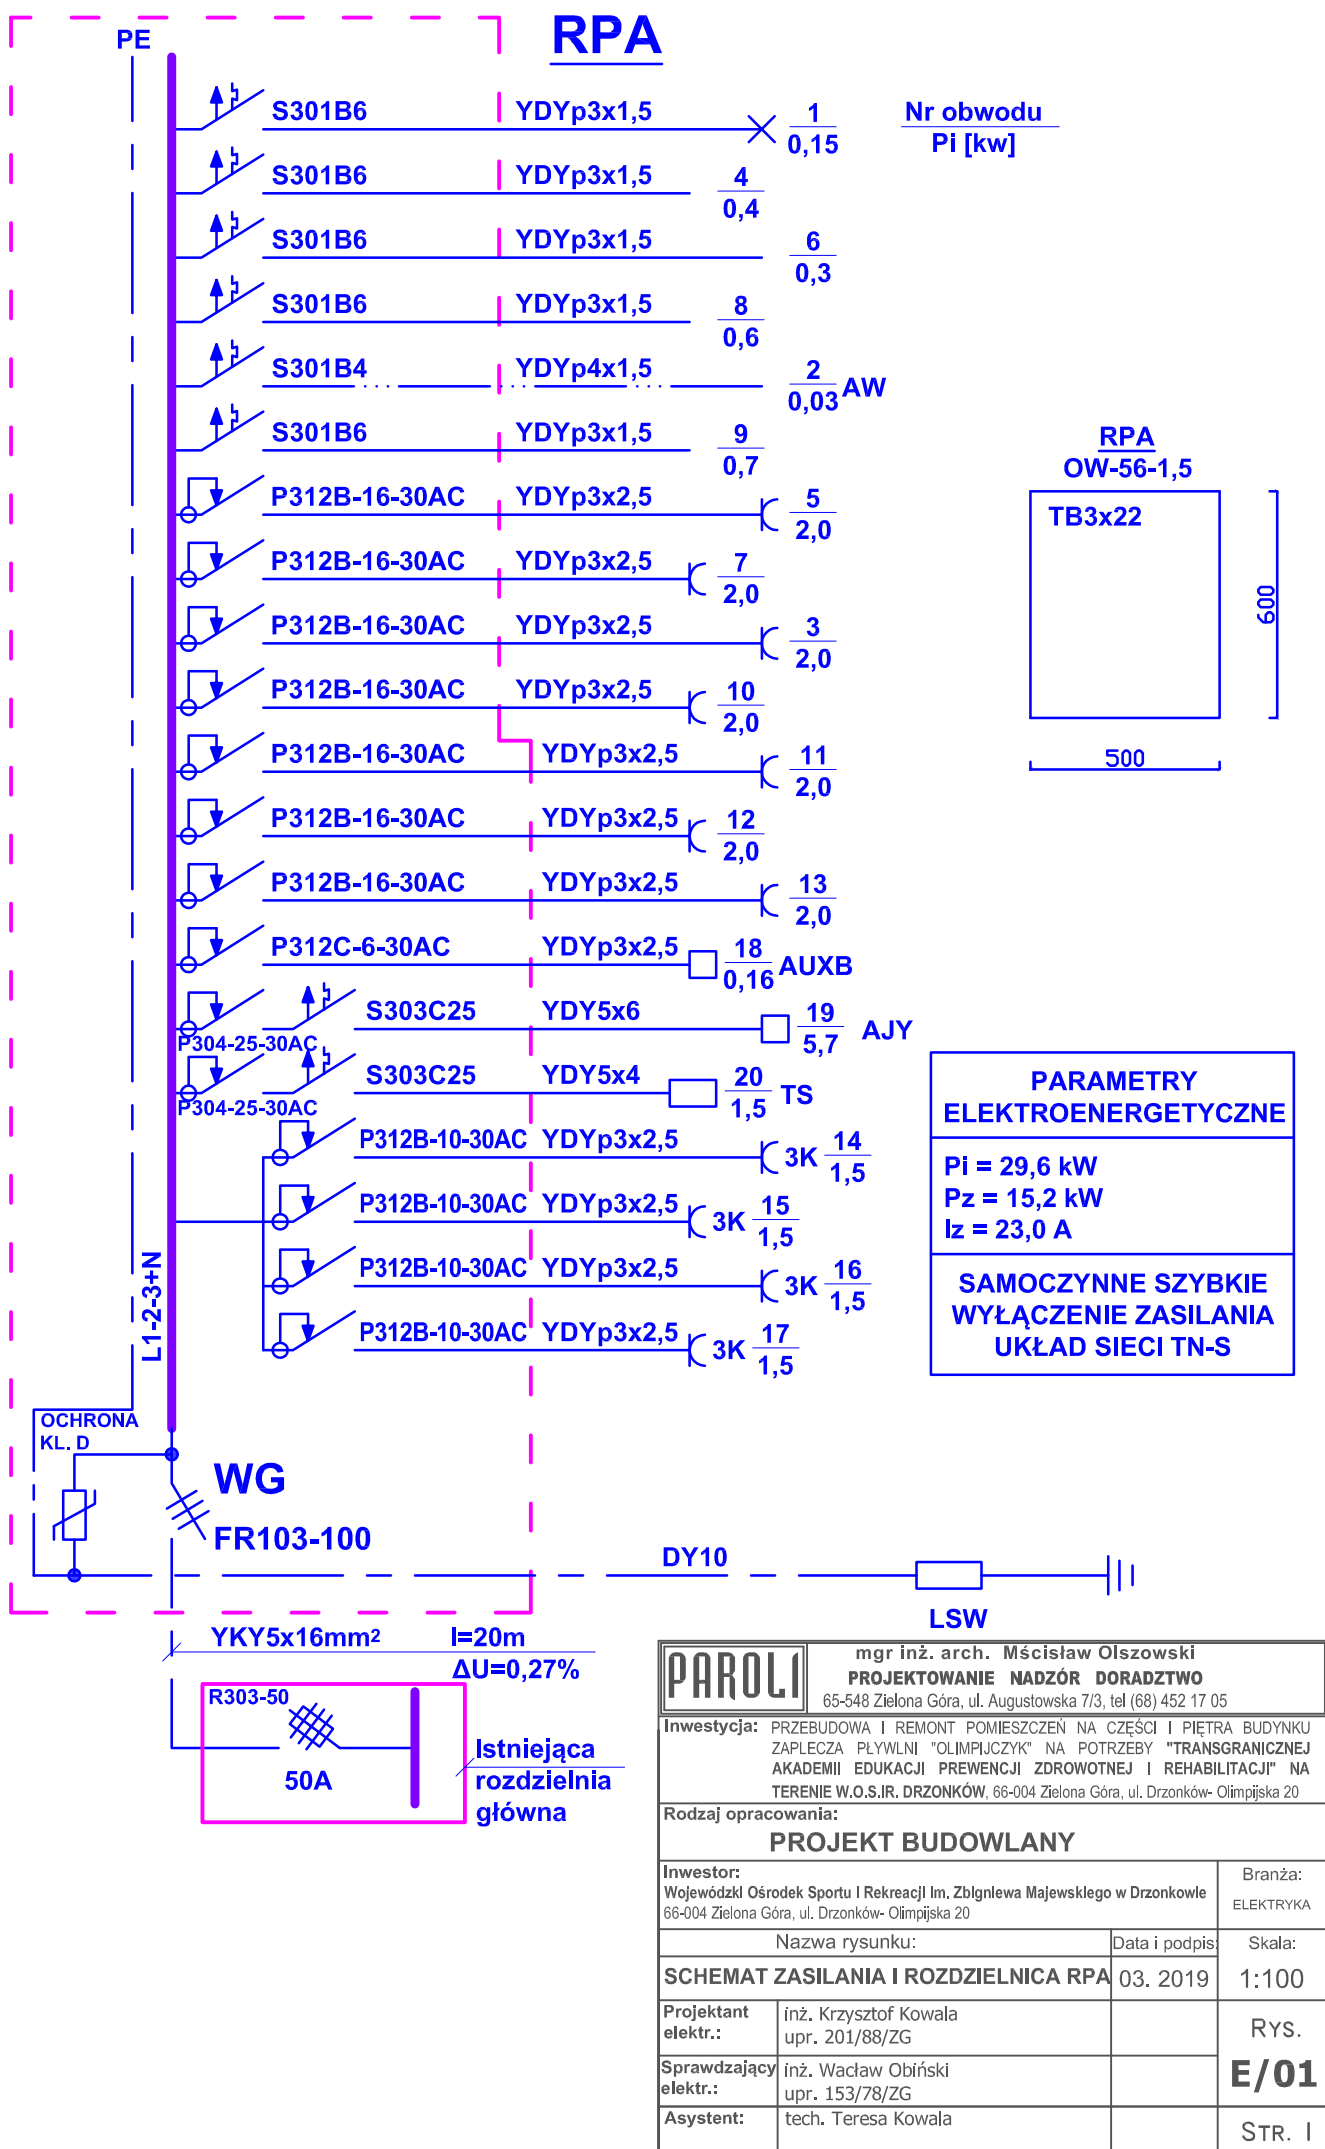 RPA
PE
S301B6 YDYp3x1,5 1
0,15
Nr obwodu
Pi [kw]
S301B6 YDYp3x1,5 4
0,4
S301B6 YDYp3x1,5 6
0,3
S301B6 YDYp3x1,5 8
0,6
S301B4 YDYp4x1,5 2
0,03 AW
S301B6 YDYp3x1,5 9
0,7
P312B-16-30AC YDYp3x2,5 5
2,0
P312B-16-30AC YDYp3x2,5 7
2,0
P312B-16-30AC YDYp3x2,5 3
2,0
P312B-16-30AC YDYp3x2,5 10
2,0
P312B-16-30AC YDYp3x2,5 11
2,0
P312B-16-30AC YDYp3x2,5 12
2,0
P312B-16-30AC YDYp3x2,5 13
2,0
P312C-6-30AC YDYp3x2,5 18
0,16 AUXB
S303C25 YDY5x6 19
5,7 AJY
P304-25-30AC
S303C25 YDY5x4 20
1,5 TS
P304-25-30AC
P312B-10-30AC YDYp3x2,5 3K 14
1,5
P312B-10-30AC YDYp3x2,5 3K 15
1,5
P312B-10-30AC YDYp3x2,5 3K 16
1,5
P312B-10-30AC YDYp3x2,5 3K 17
1,5
L1-2-3+N
RPA
OW-56-1,5
TB3x22
600
500
PARAMETRY
ELEKTROENERGETYCZNE
Pi = 29,6 kW
Pz = 15,2 kW
Iz = 23,0 A
SAMOCZYNNE SZYBKIE
WYŁĄCZENIE ZASILANIA
UKŁAD SIECI TN-S
OCHRONA
KL. D
WG
FR103-100
DY10
LSW
YKY5x16mm² l=20m
ΔU=0,27%
R303-50
50A
Istniejąca
rozdzielnia
główna
PAROLI
mgr inż. arch. Mścisław Olszowski
PROJEKTOWANIE NADZÓR DORADZTWO
65-548 Zielona Góra, ul. Augustowska 7/3, tel (68) 452 17 05
Inwestycja: PRZEBUDOWA I REMONT POMIESZCZEŃ NA CZĘŚCI I PIĘTRA BUDYNKU
ZAPLECZA PŁYWLNI "OLIMPIJCZYK" NA POTRZEBY "TRANSGRANICZNEJ
AKADEMII EDUKACJI PREWENCJI ZDROWOTNEJ I REHABILITACJI" NA
TERENIE W.O.S.IR. DRZONKÓW, 66-004 Zielona Góra, ul. Drzonków- Olimpijska 20
Rodzaj opracowania:
PROJEKT BUDOWLANY
Inwestor:
Wojewódzki Ośrodek Sportu i Rekreacji im. Zbigniewa Majewskiego w Drzonkowie
66-004 Zielona Góra, ul. Drzonków- Olimpijska 20
Branża:
ELEKTRYKA
Nazwa rysunku: Data i podpis: Skala:
SCHEMAT ZASILANIA I ROZDZIELNICA RPA 03. 2019 1:100
Projektant
elektr.:
inż. Krzysztof Kowala
upr. 201/88/ZG
RYS.
E/01
Sprawdzający
elektr.:
inż. Wacław Obiński
upr. 153/78/ZG
Asystent: tech. Teresa Kowala
STR. 1